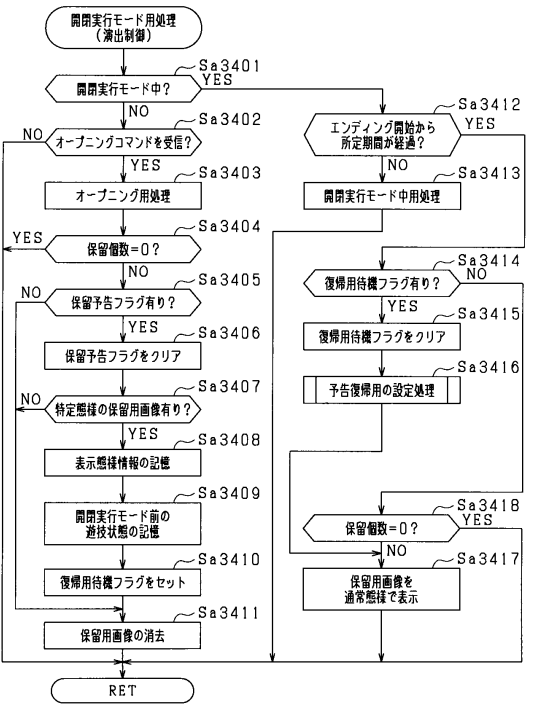 開閉実行モード用処理
(演出制御)
Sa3401
開閉実行モード中?
YES
NO
Sa3402
オープニングコマンドを受信?
NO
YES
Sa3403
オープニング用処理
Sa3404
保留個数=0?
YES
NO
Sa3405
保留予告フラグ有り?
NO
YES
Sa3406
保留予告フラグをクリア
Sa3407
特定態様の保留用画像有り?
NO
YES
Sa3408
表示態様情報の記憶
Sa3409
開閉実行モード前の
遊技状態の記憶
Sa3410
復帰用待機フラグをセット
Sa3411
保留用画像の消去
RET
Sa3412
エンディング開始から
所定期間が経過?
YES
NO
Sa3413
開閉実行モード中用処理
Sa3414
復帰用待機フラグ有り?
NO
YES
Sa3415
復帰用待機フラグをクリア
Sa3416
予告復帰用の設定処理
Sa3418
保留個数=0?
YES
NO
Sa3417
保留用画像を
通常態様で表示